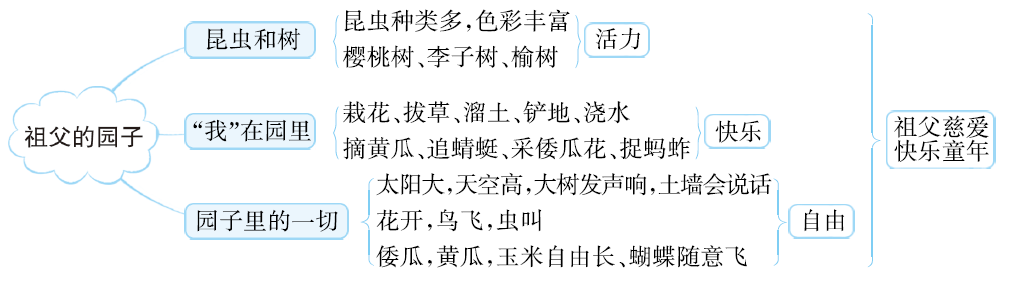 祖父的园子
昆虫和树
昆虫种类多，色彩丰富
樱桃树、李子树、榆树
活力
“我”在园里
栽花、拔草、溜土、铲地、浇水
摘黄瓜、追蜻蜓、采倭瓜花、捉蚂蚱
快乐
园子里的一切
太阳大，天空高，大树发声响，土墙会说话
花开，鸟飞，虫叫
倭瓜，黄瓜，玉米自由长、蝴蝶随意飞
自由
祖父慈爱
快乐童年